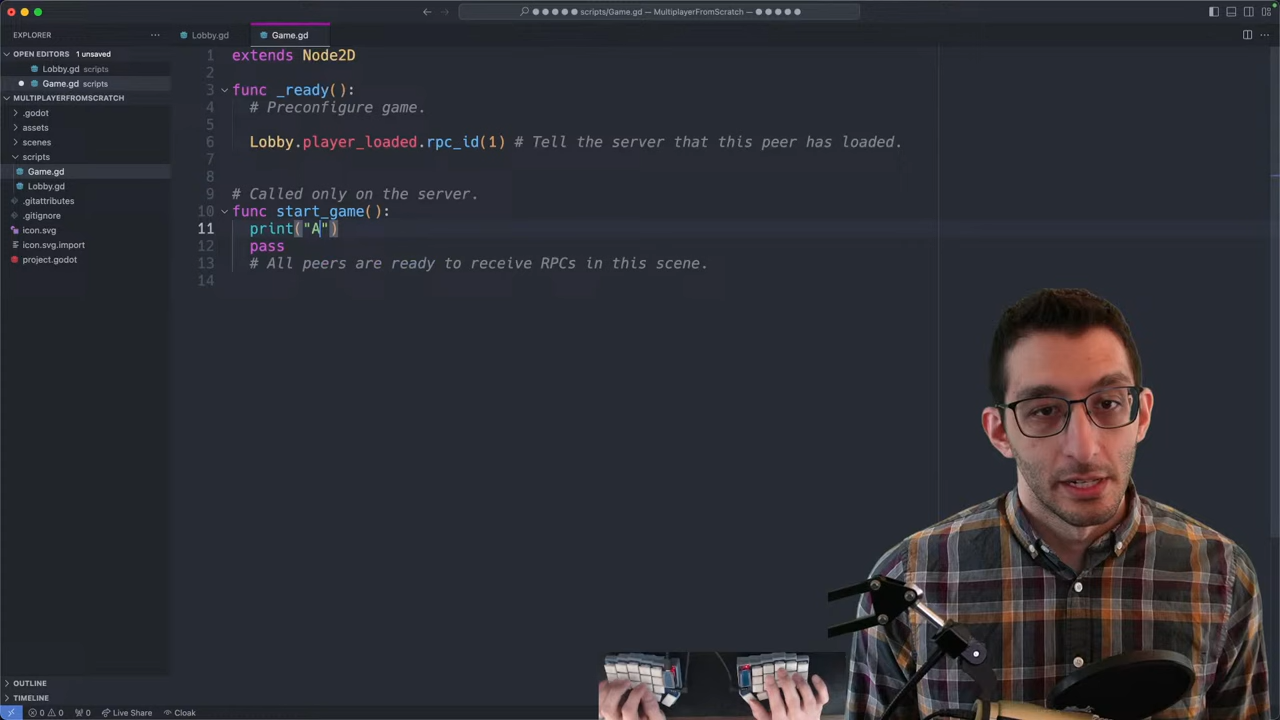 scripts/Game.gd — MultiplayerFromScratch —
EXPLORER
Lobby.gd
Game.gd
OPEN EDITORS 1 unsaved
Lobby.gd scripts
Game.gd scripts
MULTIPLAYERFROMSCRATCH
.godot
assets
scenes
scripts
Game.gd
Lobby.gd
.gitattributes
.gitignore
icon.svg
icon.svg.import
project.godot
1 extends Node2D
2
3 func _ready():
4 # Preconfigure game.
5
6 Lobby.player_loaded.rpc_id(1) # Tell the server that this peer has loaded.
7
8
9 # Called only on the server.
10 func start_game():
11 print("A")
12 pass
13 # All peers are ready to receive RPCs in this scene.
14
OUTLINE
TIMELINE
0 0 0 Live Share Cloak